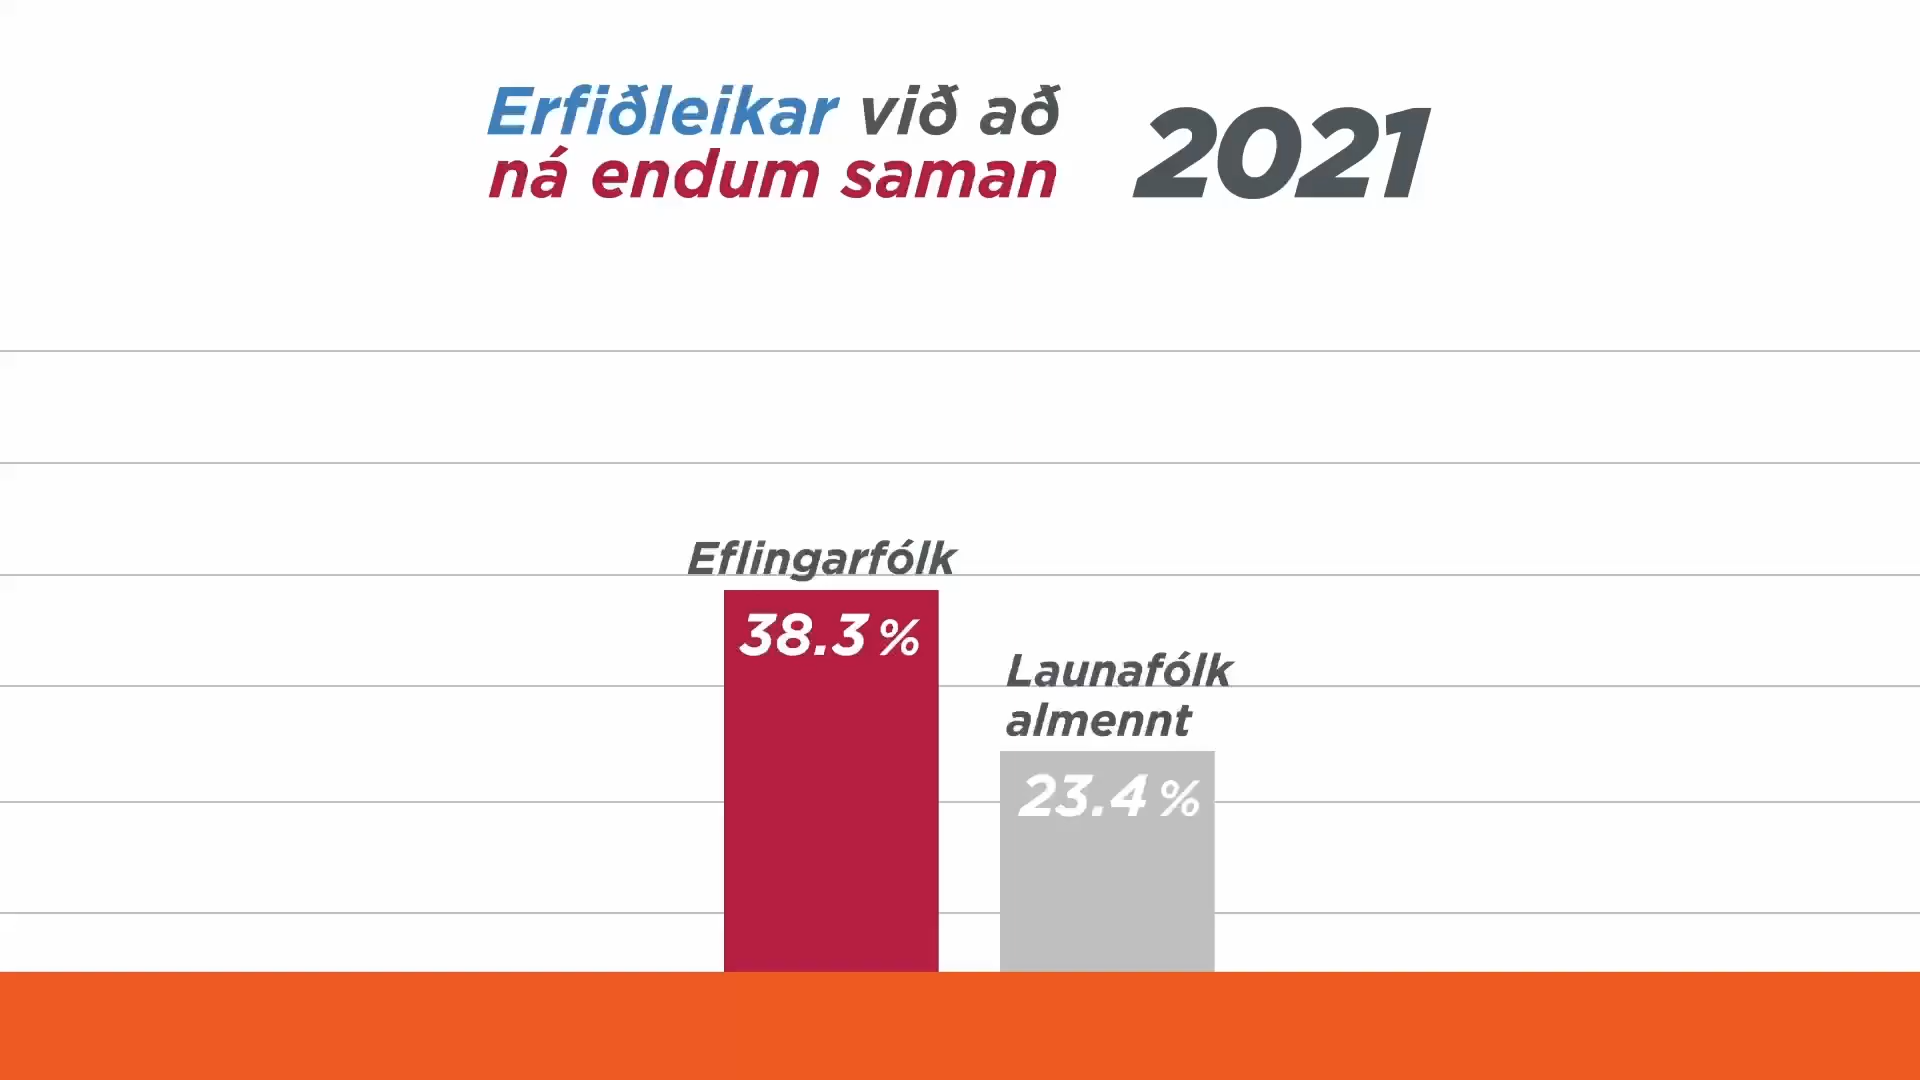 Erfiðleikar við að
ná endum saman
2021
Eflingarfólk
38.3 %
Launafólk
almennt
23.4 %